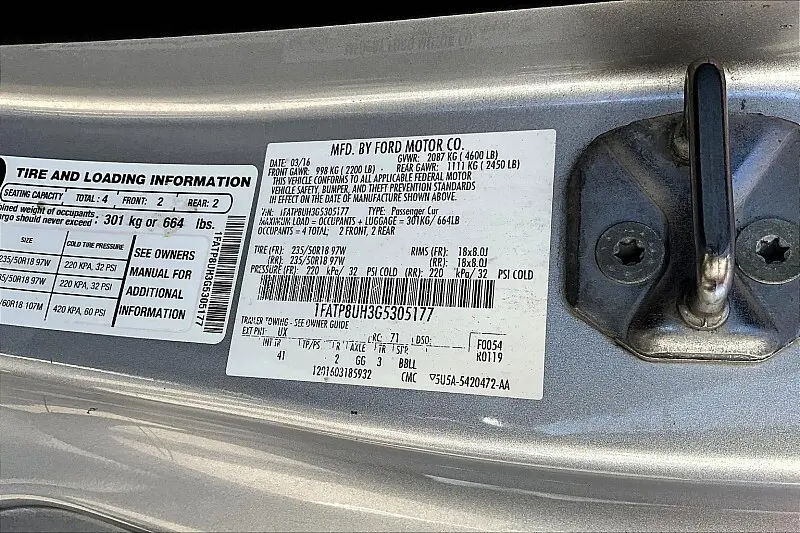 TIRE AND LOADING INFORMATION
SEATING CAPACITY TOTAL: 4 FRONT: 2 REAR: 2
weight of occupants
should never exceed: 301 kg or 664 lbs.
SIZE COLD TIRE PRESSURE
235/50R18 97W 220 KPA, 32 PSI
235/50R18 97W 220 KPA, 32 PSI
60R18 107M 420 KPA, 60 PSI
SEE OWNERS
MANUAL FOR
ADDITIONAL
INFORMATION
1FATP8UH3G5305177
MFD. BY FORD MOTOR CO.
DATE: 03/16 GVWR: 2087 KG (4600 LB)
FRONT GAWR: 998 KG (2200 LB) REAR GAWR: 1111 KG (2450 LB)
THIS VEHICLE CONFORMS TO ALL APPLICABLE FEDERAL MOTOR
VEHICLE SAFETY, BUMPER, AND THEFT PREVENTION STANDARDS
IN EFFECT ON THE DATE OF MANUFACTURE SHOWN ABOVE.
VIN: 1FATP8UH3G5305177 TYPE: Passenger Car
MAXIMUM LOAD = OCCUPANTS + LUGGAGE = 301KG / 664LB
OCCUPANTS = 4 TOTAL, 2 FRONT, 2 REAR
TIRE (FR): 235/50R18 97W RIMS (FR): 18x8.0J
(RR): 235/50R18 97W (RR): 18x8.0J
PRESSURE (FR): 220 kPa/ 32 PSI COLD (RR): 220 kPa/ 32 PSI COLD
1FATP8UH3G5305177
TRAILER TOWING - SEE OWNER GUIDE
EXT PNT: UX RC: 71 DSO: F0054
INT TR TP/PS R AXLE TR SPR R0119
41 2 GG 3 BBLL
1201603185932 CMC ▽5U5A-5420472-AA